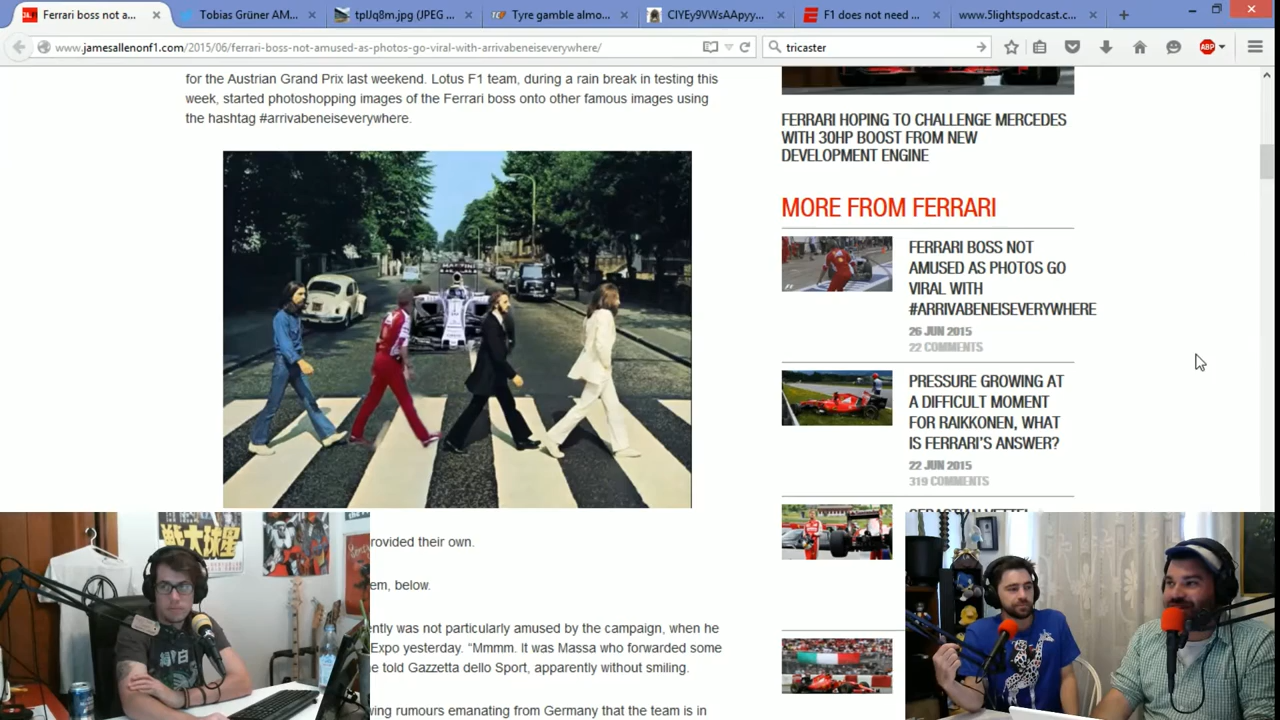 Ferrari boss not a...
Tobias Grüner AM...
tpUq8m.jpg (JPEG ...
Tyre gamble almo...
CIYEy9VWsAApyy...
F1 does not need ...
www.5lightspodcast.c...
www.jamesallenonf1.com/2015/06/ferrari-boss-not-amused-as-photos-go-viral-with-arrivabeneiseverywhere/
tricaster
ABP
for the Australian Grand Prix last weekend. Lotus F1 team, during a rain break in testing this
week, started photoshopping images of the Ferrari boss onto other famous images using
the hashtag #arrivabeneiseverywhere.
MARTINI
FERRARI HOPING TO CHALLENGE MERCEDES
WITH 30HP BOOST FROM NEW
DEVELOPMENT ENGINE
MORE FROM FERRARI
FERRARI BOSS NOT
AMUSED AS PHOTOS GO
VIRAL WITH
#ARRIVABENEISEVERYWHERE
26 JUN 2015
22 COMMENTS
PRESSURE GROWING AT
A DIFFICULT MOMENT
FOR RAIKKONEN, WHAT
IS FERRARI'S ANSWER?
22 JUN 2015
319 COMMENTS
rovided their own.
em, below.
ently was not particularly amused by the campaign, when he
Expo yesterday. "Mmmm. It was Massa who forwarded some
e told Gazzetta dello Sport, apparently without smiling.
wing rumours emanating from Germany that the team is in